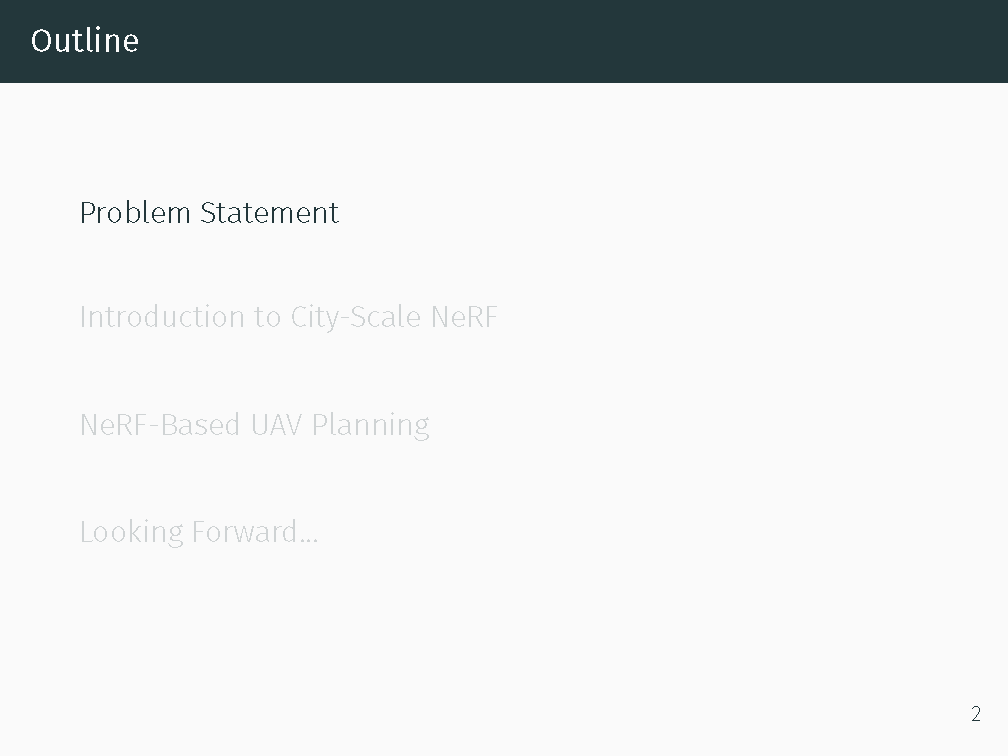 Outline
Problem Statement
Introduction to City-Scale NeRF
NeRF-Based UAV Planning
Looking Forward...
2